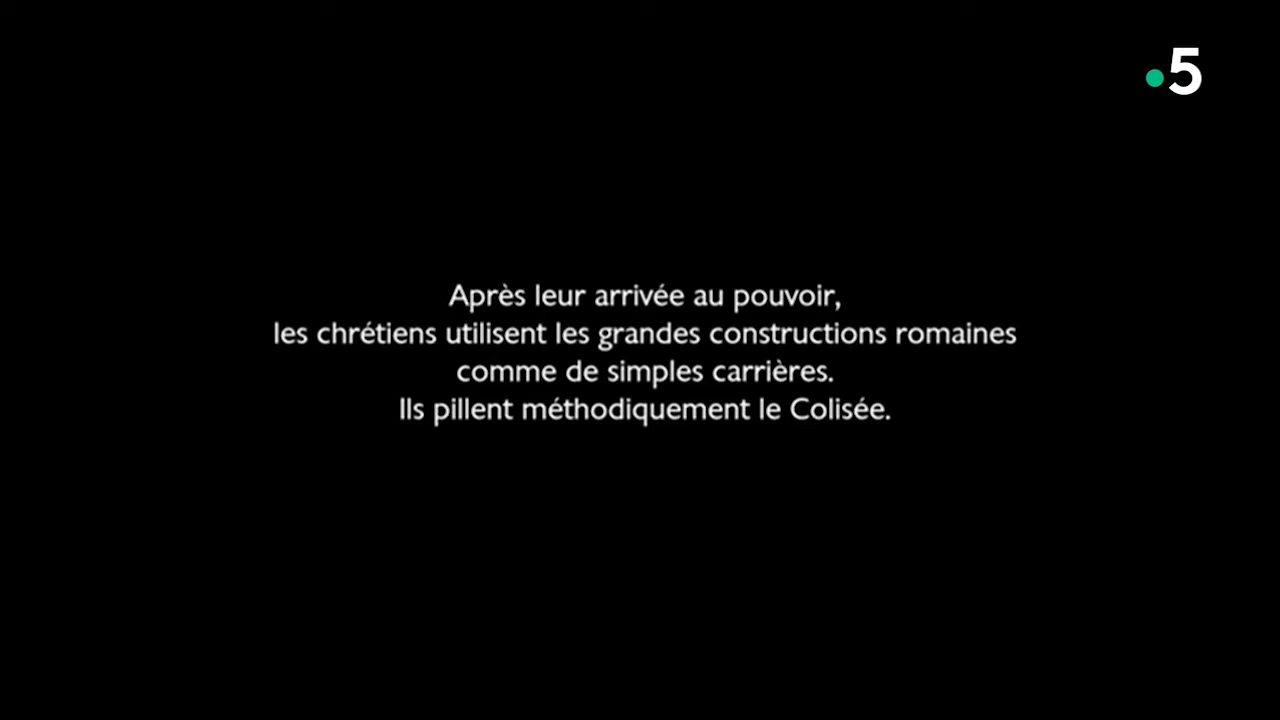 5
Après leur arrivée au pouvoir,
les chrétiens utilisent les grandes constructions romaines
comme de simples carrières.
Ils pillent méthodiquement le Colisée.